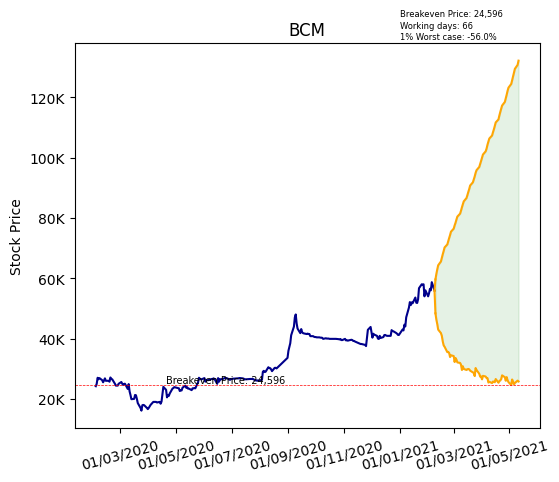 Breakeven Price: 24,596
Working days: 66
1% Worst case: -56.0%
BCM
Stock Price
120K
100K
80K
60K
40K
20K
Breakeven Price: 24,596
01/03/2020
01/05/2020
01/07/2020
01/09/2020
01/11/2020
01/01/2021
01/03/2021
01/05/2021